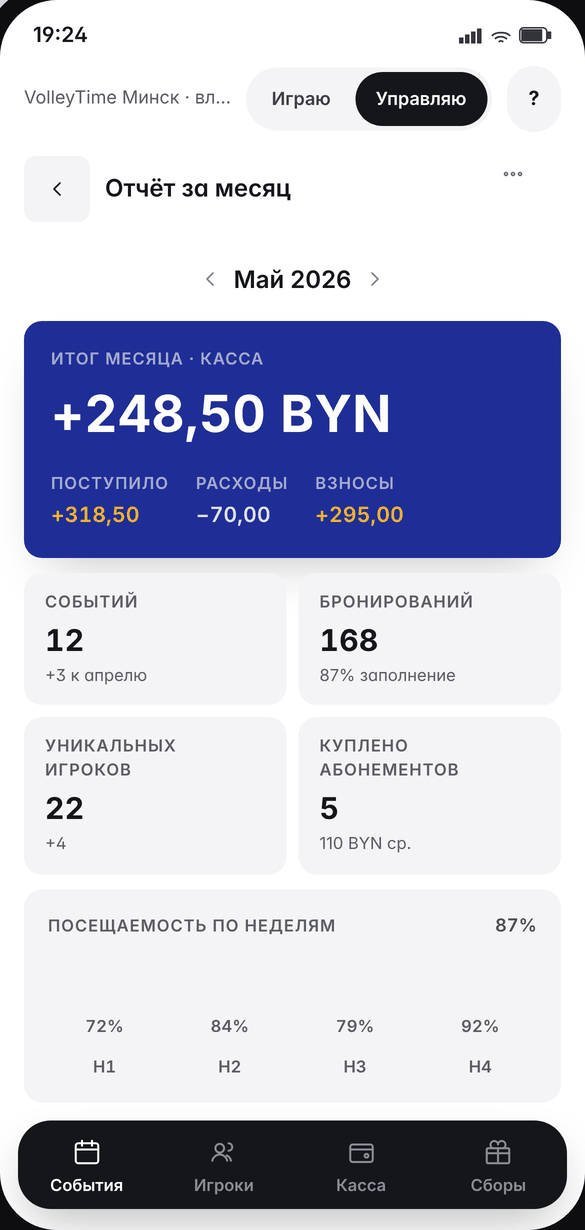 19:24
VolleyTime Минск · вл...
Играю
Управляю
?
Отчёт за месяц
Май 2026
ИТОГ МЕСЯЦА · КАССА
+248,50 BYN
ПОСТУПИЛО РАСХОДЫ ВЗНОСЫ
+318,50 −70,00 +295,00
СОБЫТИЙ
12
+3 к апрелю
БРОНИРОВАНИЙ
168
87% заполнение
УНИКАЛЬНЫХ
ИГРОКОВ
22
+4
КУПЛЕНО
АБОНЕМЕНТОВ
5
110 BYN ср.
ПОСЕЩАЕМОСТЬ ПО НЕДЕЛЯМ 87%
72% 84% 79% 92%
Н1 Н2 Н3 Н4
События Игроки Касса Сборы